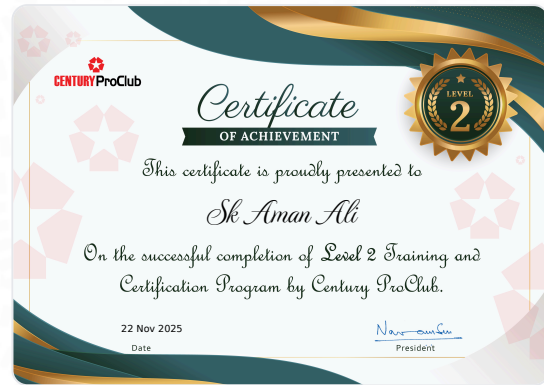 CENTURY ProClub
Certificate
OF ACHIEVEMENT
LEVEL
2
This certificate is proudly presented to
Sk Aman Ali
On the successful completion of Level 2 Training and
Certification Program by Century ProClub.
22 Nov 2025
Date
President